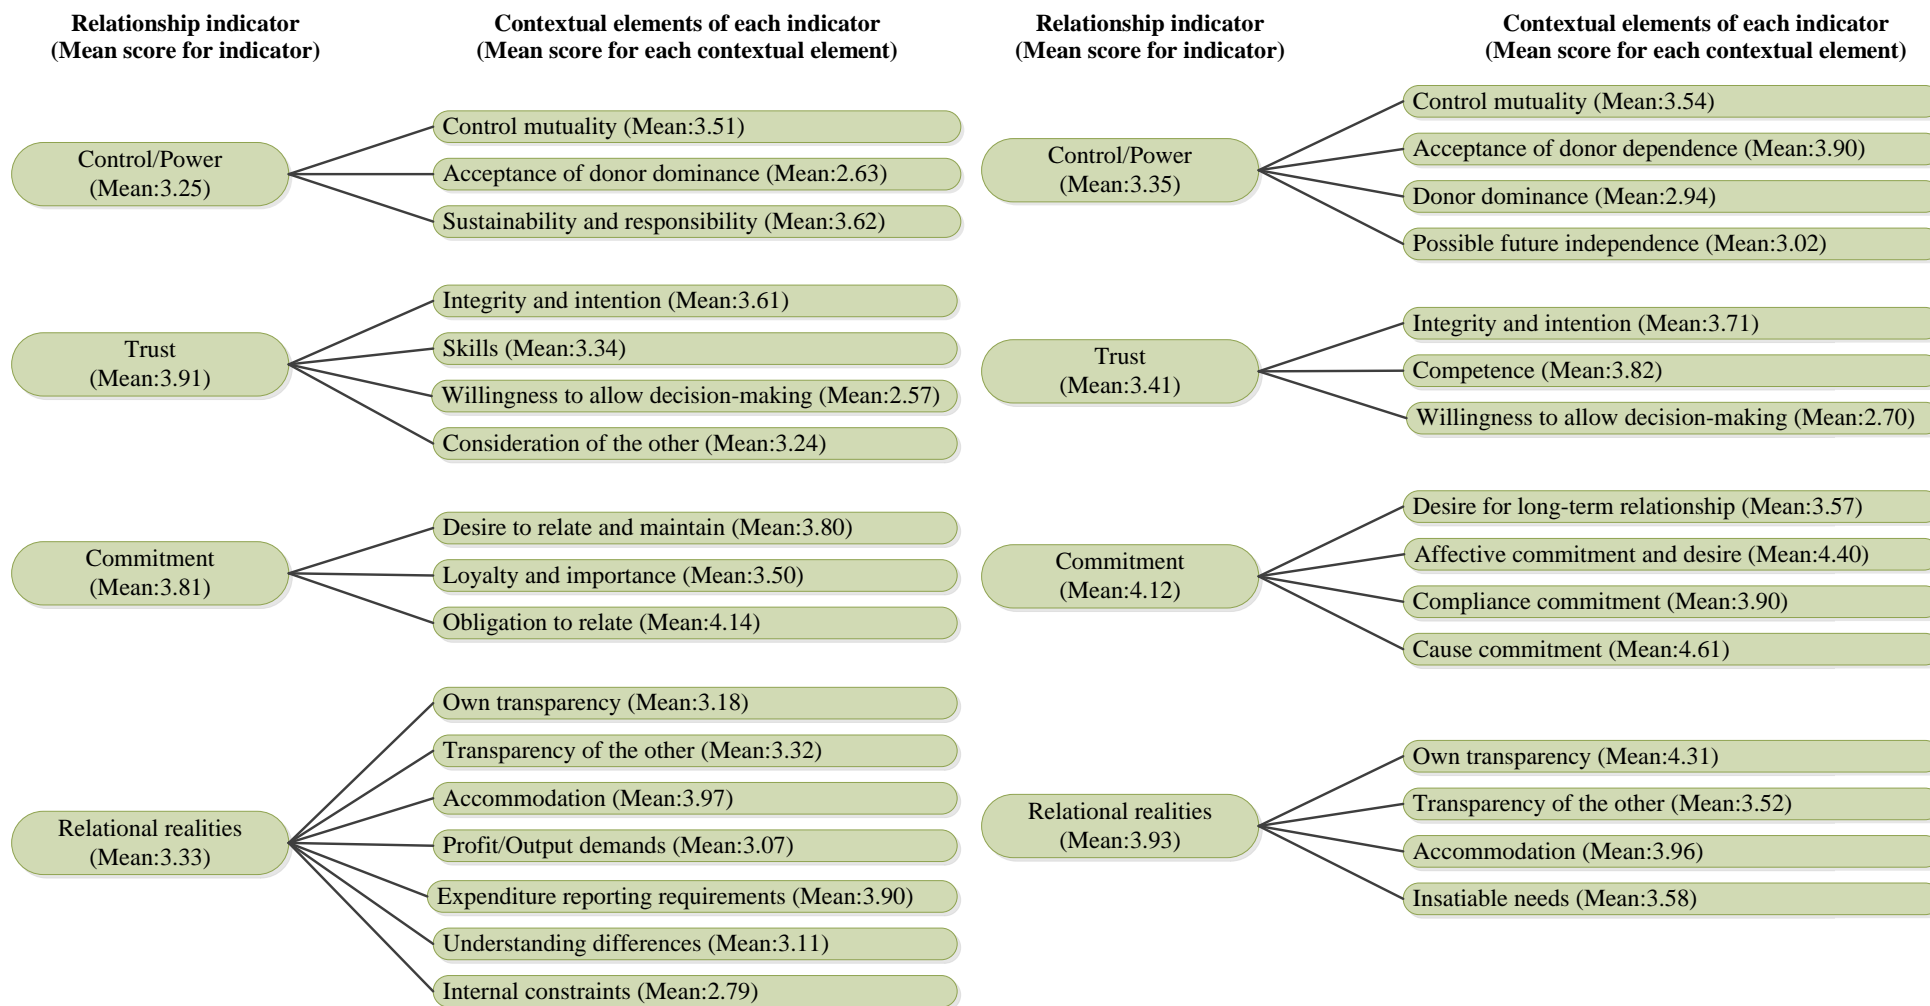 Relationship indicator
(Mean score for indicator)
Contextual elements of each indicator
(Mean score for each contextual element)
Control/Power
(Mean:3.25)
Control mutuality (Mean:3.51)
Acceptance of donor dominance (Mean:2.63)
Sustainability and responsibility (Mean:3.62)
Trust
(Mean:3.91)
Integrity and intention (Mean:3.61)
Skills (Mean:3.34)
Willingness to allow decision-making (Mean:2.57)
Consideration of the other (Mean:3.24)
Commitment
(Mean:3.81)
Desire to relate and maintain (Mean:3.80)
Loyalty and importance (Mean:3.50)
Obligation to relate (Mean:4.14)
Relational realities
(Mean:3.33)
Own transparency (Mean:3.18)
Transparency of the other (Mean:3.32)
Accommodation (Mean:3.97)
Profit/Output demands (Mean:3.07)
Expenditure reporting requirements (Mean:3.90)
Understanding differences (Mean:3.11)
Internal constraints (Mean:2.79)
Relationship indicator
(Mean score for indicator)
Contextual elements of each indicator
(Mean score for each contextual element)
Control/Power
(Mean:3.35)
Control mutuality (Mean:3.54)
Acceptance of donor dependence (Mean:3.90)
Donor dominance (Mean:2.94)
Possible future independence (Mean:3.02)
Trust
(Mean:3.41)
Integrity and intention (Mean:3.71)
Competence (Mean:3.82)
Willingness to allow decision-making (Mean:2.70)
Commitment
(Mean:4.12)
Desire for long-term relationship (Mean:3.57)
Affective commitment and desire (Mean:4.40)
Compliance commitment (Mean:3.90)
Cause commitment (Mean:4.61)
Relational realities
(Mean:3.93)
Own transparency (Mean:4.31)
Transparency of the other (Mean:3.52)
Accommodation (Mean:3.96)
Insatiable needs (Mean:3.58)